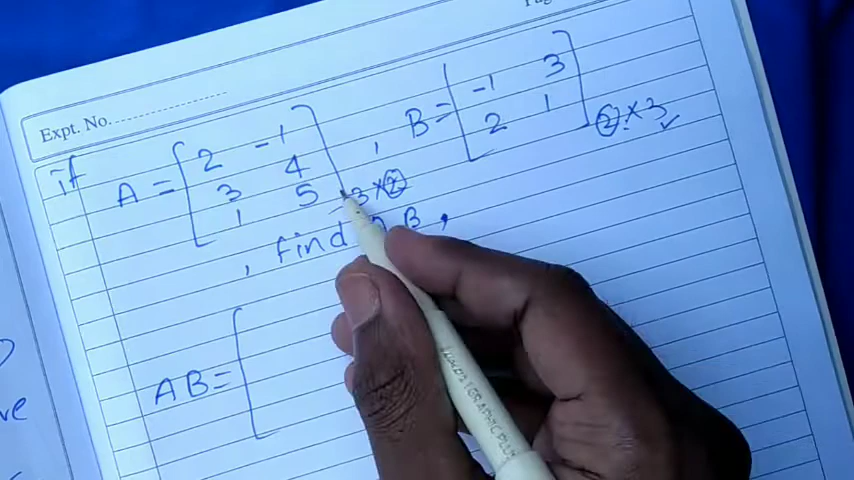 Expt. No.
if A = [ 2 -1 3 4 1 5 ] 3×2 , B = [ -1 3 2 1 ] 2×3
, find B ,
AB = [
ve